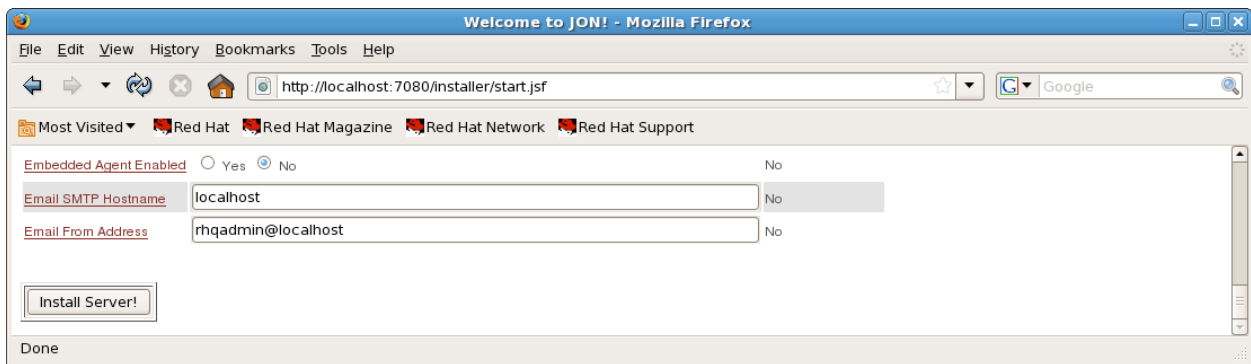 Welcome to JON! - Mozilla Firefox
File Edit View History Bookmarks Tools Help
http://localhost:7080/installer/start.jsf
G Google
Most Visited Red Hat Red Hat Magazine Red Hat Network Red Hat Support
Embedded Agent Enabled Yes No No
Email SMTP Hostname localhost No
Email From Address rhqadmin@localhost No
Install Server!
Done